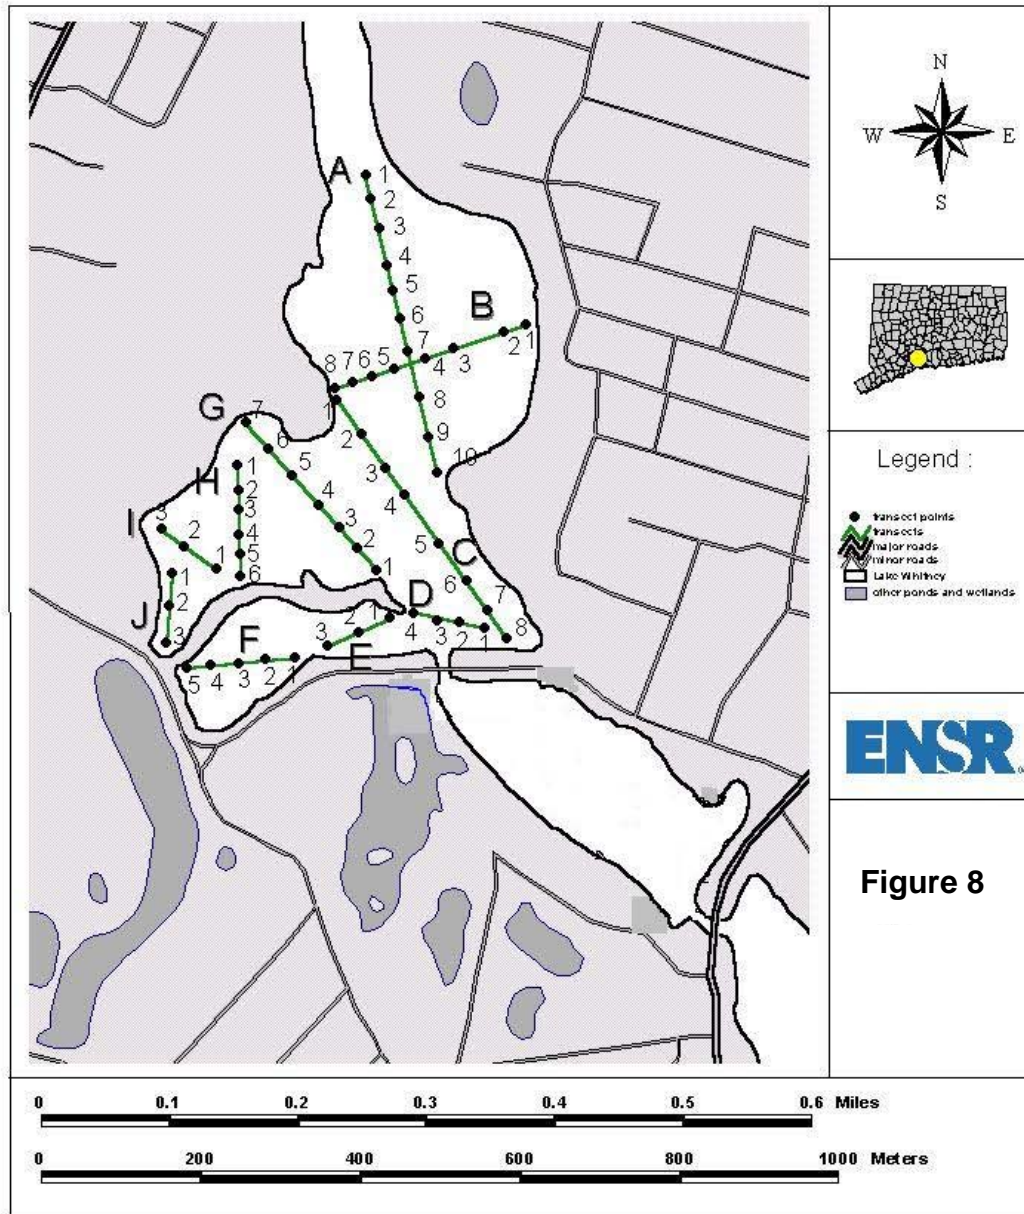 N
W E
S
A 1
2
3
4
5
6
B
7
2 1
8 7 6 5 4 3
1 8
G 7
2 9
6
10
H 1 5 3
2 4
I 3 3 4
2 4 3 5
1 5 2 C
1 6 1 6
2 7
J D
3 1 4 3 2 1 8
F 3 2
5 4 3 2 1 E
Legend :
transect points
transects
major roads
minor roads
Lake Whitney
other ponds and wetlands
ENSR
Figure 8
0 0.1 0.2 0.3 0.4 0.5 0.6 Miles
0 200 400 600 800 1000 Meters